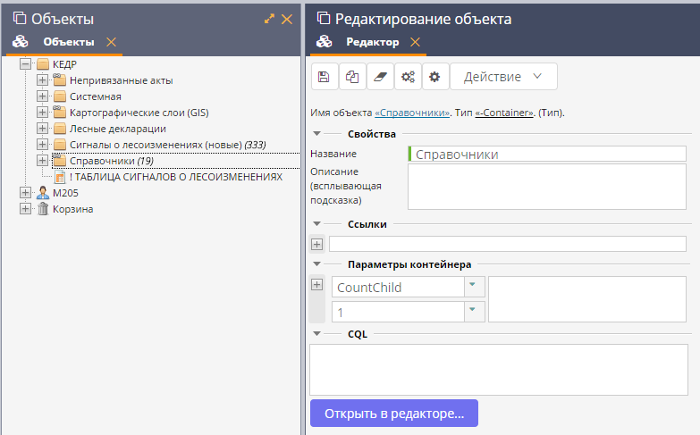 Объекты
Объекты
КЕДР
Непривязанные акты
Системная
Картографические слои (GIS)
Лесные декларации
Сигналы о лесоизменениях (новые) (333)
Справочники (19)
! ТАБЛИЦА СИГНАЛОВ О ЛЕСОИЗМЕНЕНИЯХ
М205
Корзина
Редактирование объекта
Редактор
Действие
Имя объекта «Справочники». Тип «-Container». (Тип).
Свойства
Название Справочники
Описание
(всплывающая
подсказка)
Ссылки
Параметры контейнера
CountChild
1
CQL
Открыть в редакторе...